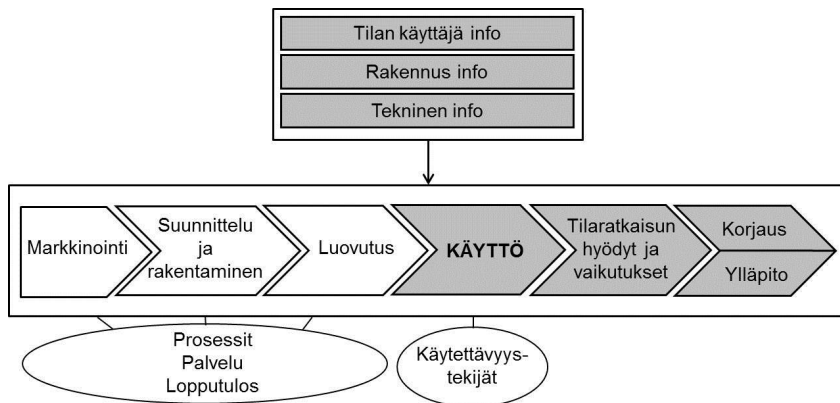 Tilan käyttäjä info
Rakennus info
Tekninen info
Markkinointi
Suunnittelu
ja
rakentaminen
Luovutus
KÄYTTÖ
Tilaratkaisun
hyödyt ja
vaikutukset
Korjaus
Ylläpito
Prosessit
Palvelu
Lopputulos
Käytettävyys-
tekijät